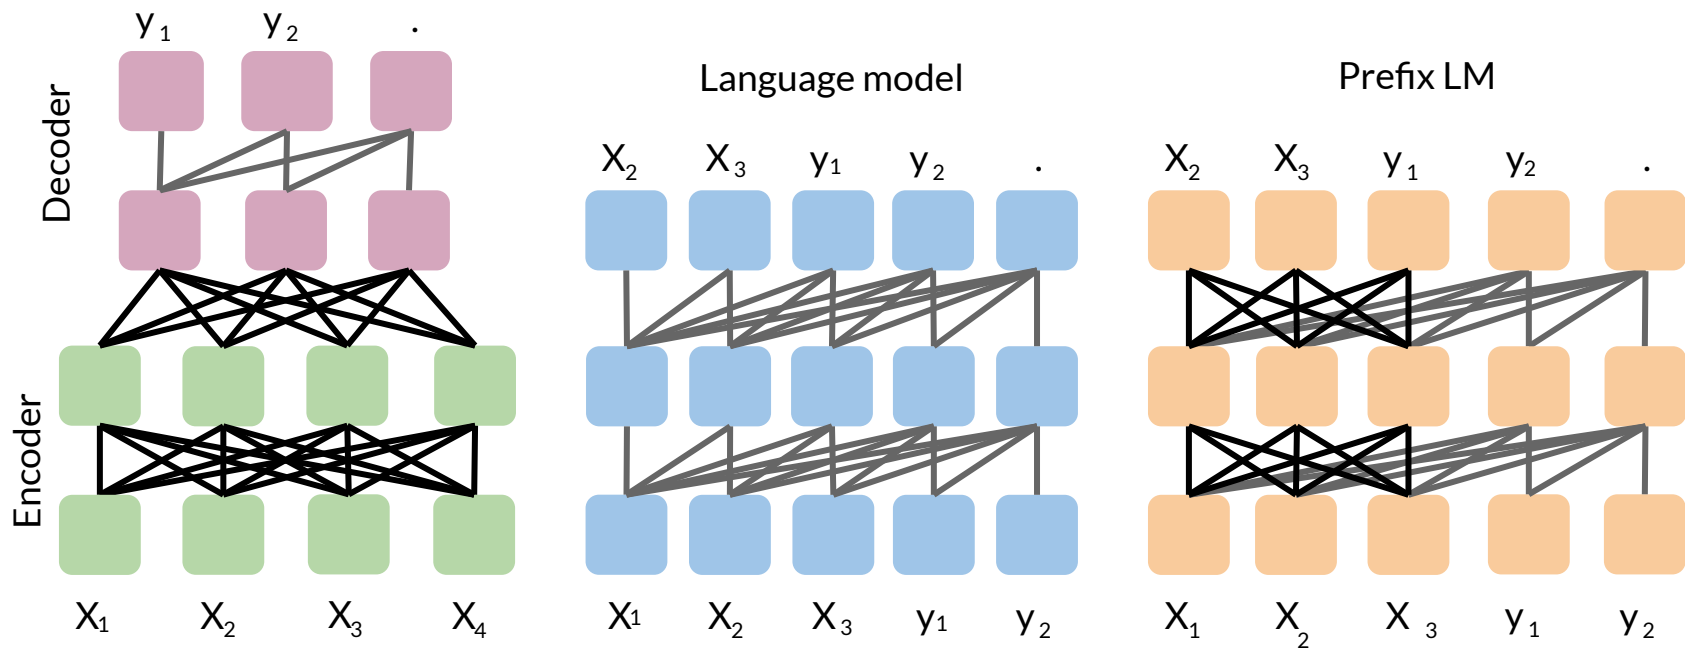 y1 y2 .
Decoder
Encoder
X1 X2 X3 X4
Language model
X2 X3 y1 y2 .
X1 X2 X3 y1 y2
Prefix LM
X2 X3 y1 y2 .
X1 X2 X3 y1 y2